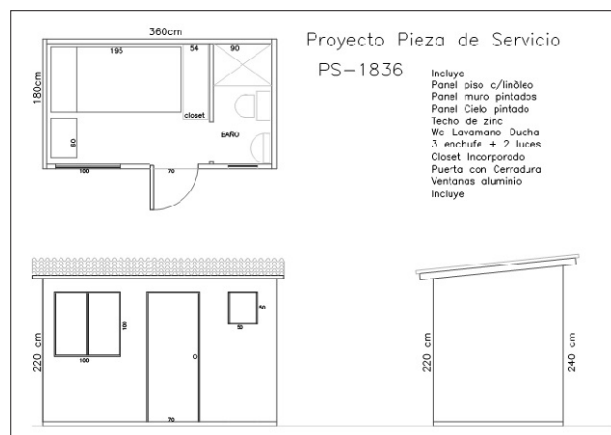 360cm
Proyecto Pieza de Servicio
PS-1836
195
54
90
180cm
closet
BAÑO
60
100
70
Incluye
Panel piso c/linóleo
Panel muro pintados
Panel Cielo pintado
Techo de zinc
Wc Lavamano Ducha
3 enchufe + 2 luces
Closet Incorporado
Puerta con Cerradura
Ventanas aluminio
Incluye
220 cm
100
100
70
220 cm
240 cm